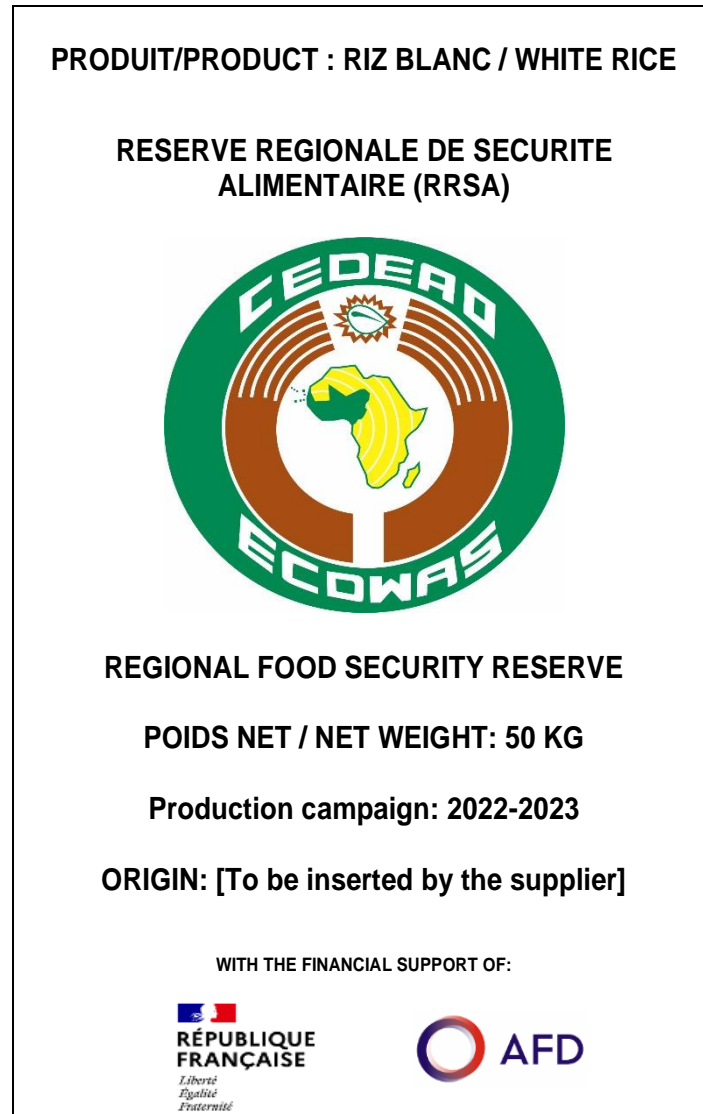 PRODUIT/PRODUCT : RIZ BLANC / WHITE RICE
RESERVE REGIONALE DE SECURITE
ALIMENTAIRE (RRSA)
CEDEAO
ECOWAS
REGIONAL FOOD SECURITY RESERVE
POIDS NET / NET WEIGHT: 50 KG
Production campaign: 2022-2023
ORIGIN: [To be inserted by the supplier]
WITH THE FINANCIAL SUPPORT OF:
RÉPUBLIQUE
FRANÇAISE
Liberté
Égalité
Fraternité
AFD